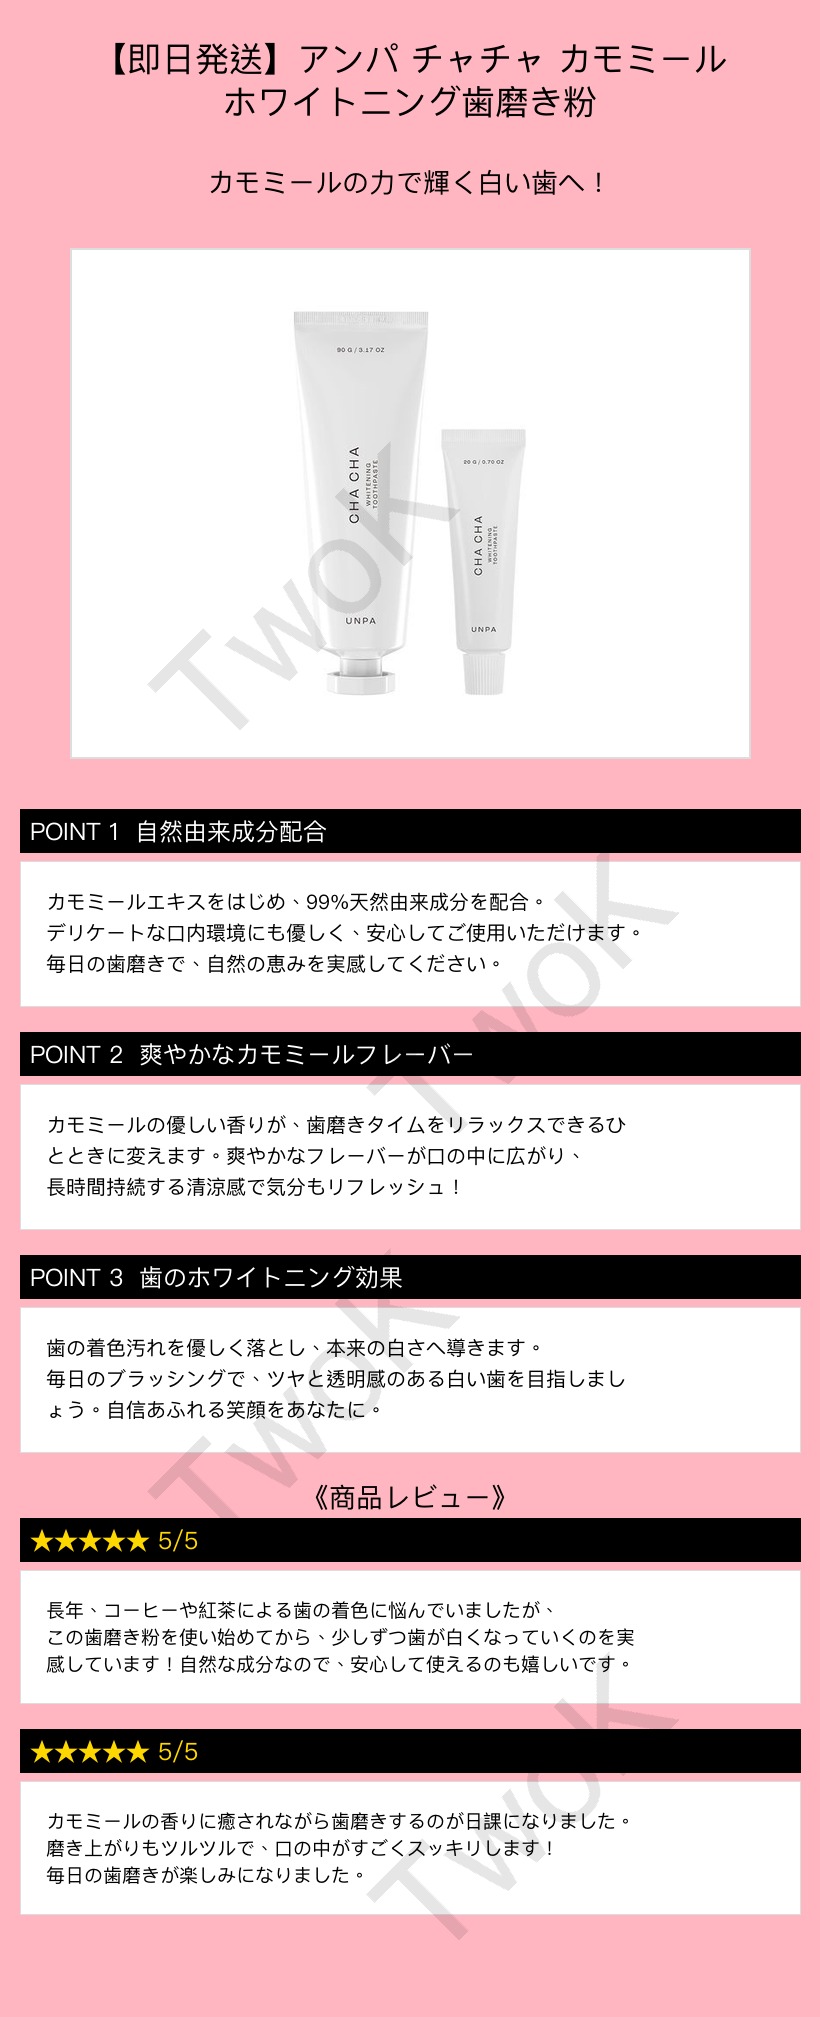 【即日発送】アンパ チャチャ カモミール
ホワイトニング歯磨き粉
カモミールの力で輝く白い歯へ！
90 G / 3.17 OZ
CHA CHA
WHITENING
TOOTHPASTE
UNPA
20 G / 0.70 OZ
CHA CHA
WHITENING
TOOTHPASTE
UNPA
TwoK
POINT 1 自然由来成分配合
カモミールエキスをはじめ、99%天然由来成分を配合。
デリケートな口内環境にも優しく、安心してご使用いただけます。
毎日の歯磨きで、自然の恵みを実感してください。
TwoK
POINT 2 爽やかなカモミールフレーバー
カモミールの優しい香りが、歯磨きタイムをリラックスできるひ
とときに変えます。爽やかなフレーバーが口の中に広がり、
長時間持続する清涼感で気分もリフレッシュ！
POINT 3 歯のホワイトニング効果
歯の着色汚れを優しく落とし、本来の白さへ導きます。
毎日のブラッシングで、ツヤと透明感のある白い歯を目指しまし
ょう。自信あふれる笑顔をあなたに。
TwoK
《商品レビュー》
★★★★★ 5/5
長年、コーヒーや紅茶による歯の着色に悩んでいましたが、
この歯磨き粉を使い始めてから、少しずつ歯が白くなっていくのを実
感しています！自然な成分なので、安心して使えるのも嬉しいです。
★★★★★ 5/5
カモミールの香りに癒されながら歯磨きするのが日課になりました。
磨き上がりもツルツルで、口の中がすごくスッキリします！
毎日の歯磨きが楽しみになりました。
TwoK